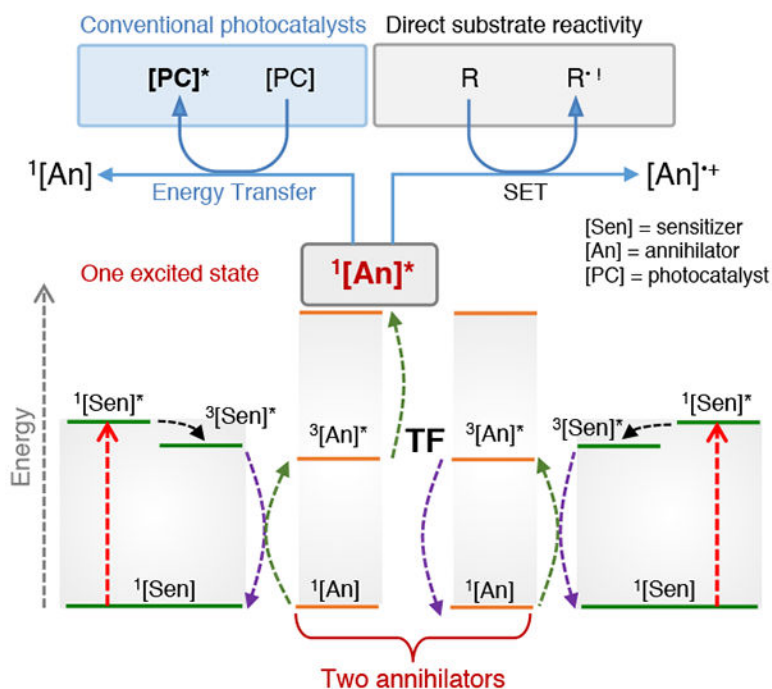 Conventional photocatalysts Direct substrate reactivity
[PC]* [PC] R R• !
¹[An] Energy Transfer SET [An]•+
[Sen] = sensitizer
[An] = annihilator
[PC] = photocatalyst
One excited state ¹[An]*
Energy
¹[Sen]* ³[Sen]* ³[An]* TF ³[An]* ³[Sen]* ¹[Sen]*
¹[Sen] ¹[An] ¹[An] ¹[Sen]
Two annihilators